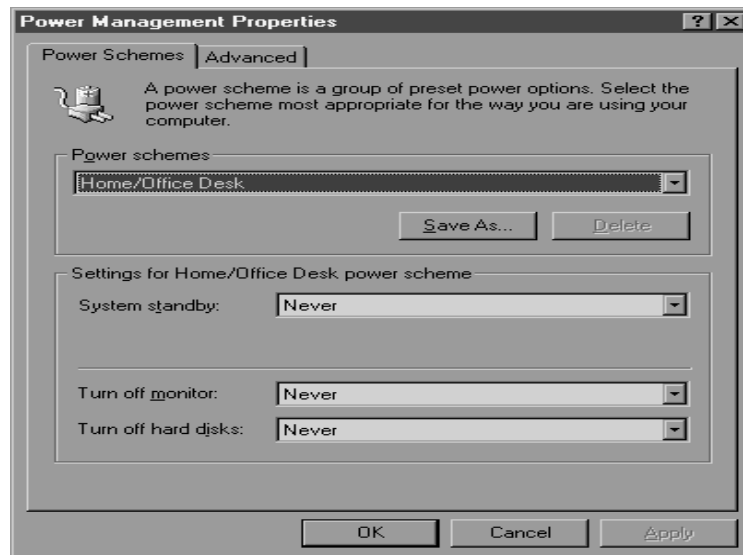 Power Management Properties
Power Schemes Advanced
A power scheme is a group of preset power options. Select the
power scheme most appropriate for the way you are using your
computer.
Power schemes
Home/Office Desk
Save As... Delete
Settings for Home/Office Desk power scheme
System standby: Never
Turn off monitor: Never
Turn off hard disks: Never
OK Cancel Apply